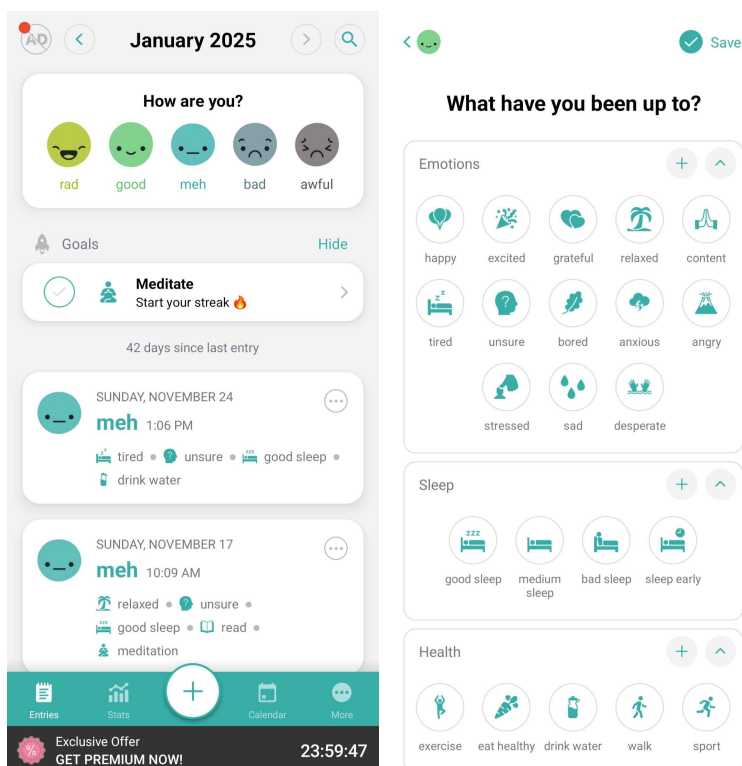 AD
January 2025
How are you?
rad good meh bad awful
Goals
Hide
Meditate
Start your streak 🔥
42 days since last entry
SUNDAY, NOVEMBER 24
meh 1:06 PM
tired • unsure • good sleep •
drink water
SUNDAY, NOVEMBER 17
meh 10:09 AM
relaxed • unsure •
good sleep • read •
meditation
Entries Stats Calendar More
Exclusive Offer
GET PREMIUM NOW!
23:59:47
Save
What have you been up to?
Emotions
happy excited grateful relaxed content
tired unsure bored anxious angry
stressed sad desperate
Sleep
good sleep medium sleep bad sleep sleep early
Health
exercise eat healthy drink water walk sport